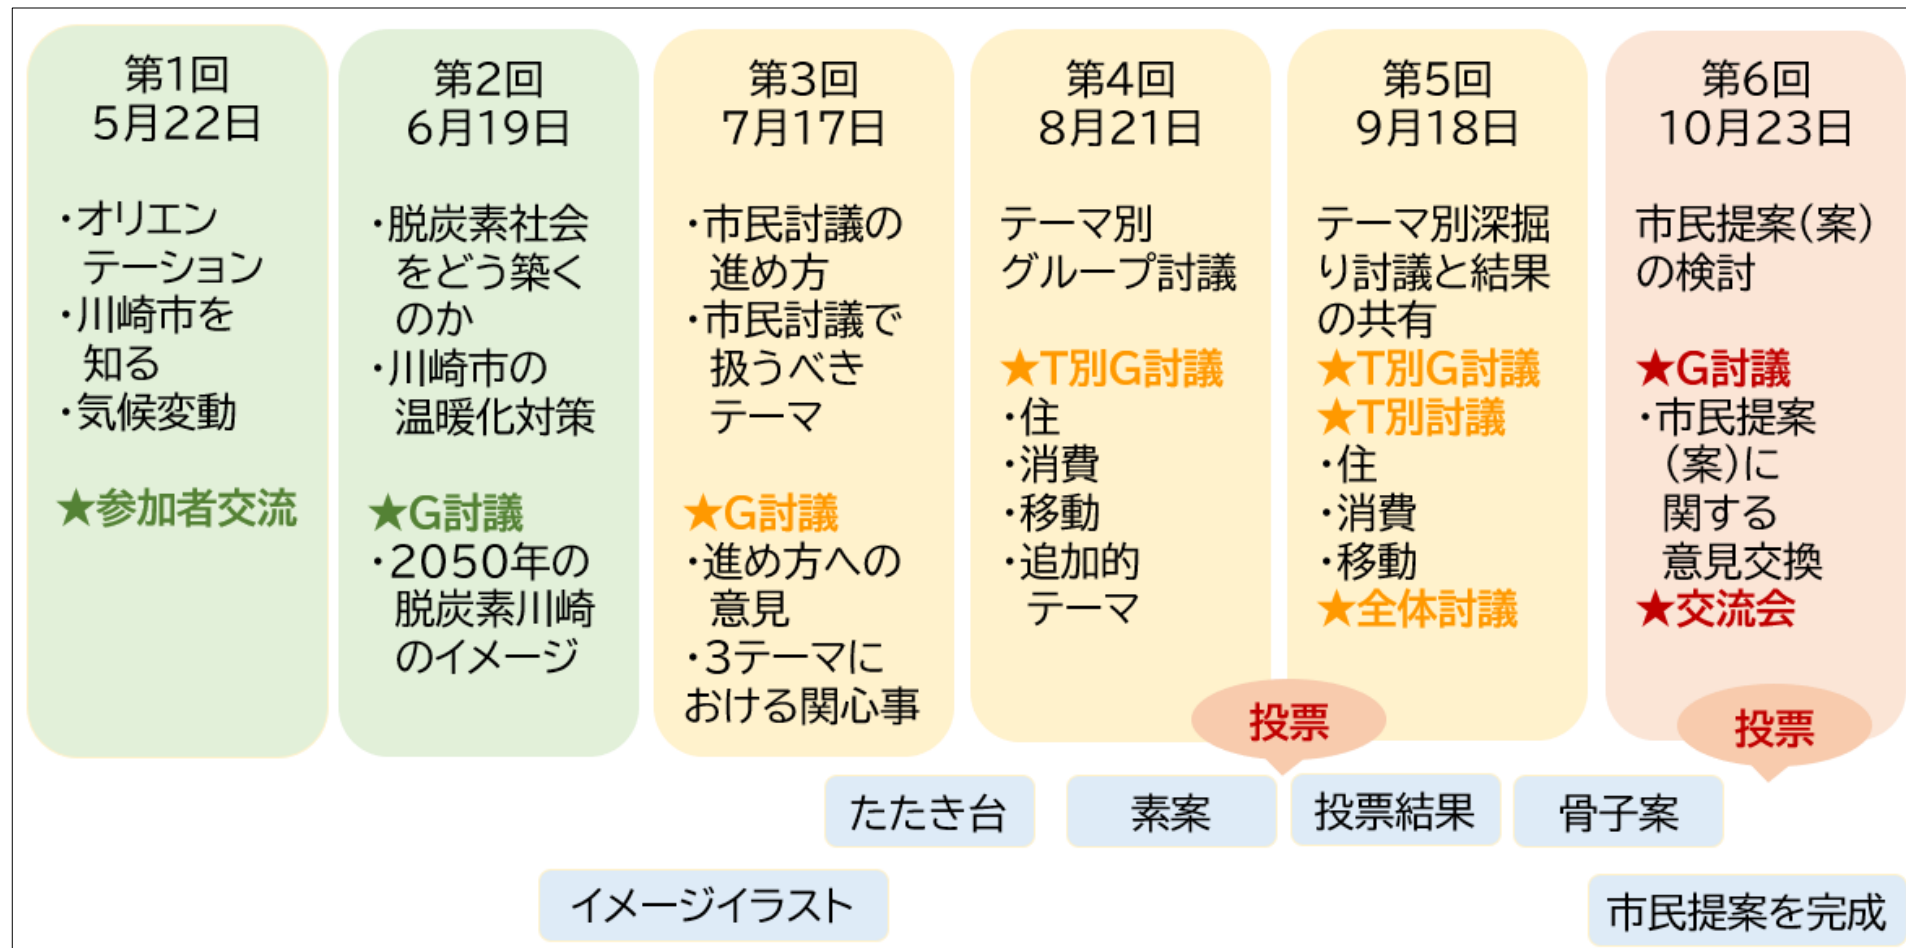 第1回
5月22日
・オリエン
テーション
・川崎市を
知る
・気候変動
★参加者交流
第2回
6月19日
・脱炭素社会
をどう築く
のか
・川崎市の
温暖化対策
★G討議
・2050年の
脱炭素川崎
のイメージ
第3回
7月17日
・市民討議の
進め方
・市民討議で
扱うべき
テーマ
★G討議
・進め方への
意見
・3テーマに
おける関心事
第4回
8月21日
テーマ別
グループ討議
★T別G討議
・住
・消費
・移動
・追加的
テーマ
第5回
9月18日
テーマ別深掘
り討議と結果
の共有
★T別G討議
★T別討議
・住
・消費
・移動
★全体討議
第6回
10月23日
市民提案(案)
の検討
★G討議
・市民提案
(案)に
関する
意見交換
★交流会
投票
投票
たたき台
素案
投票結果
骨子案
イメージイラスト
市民提案を完成